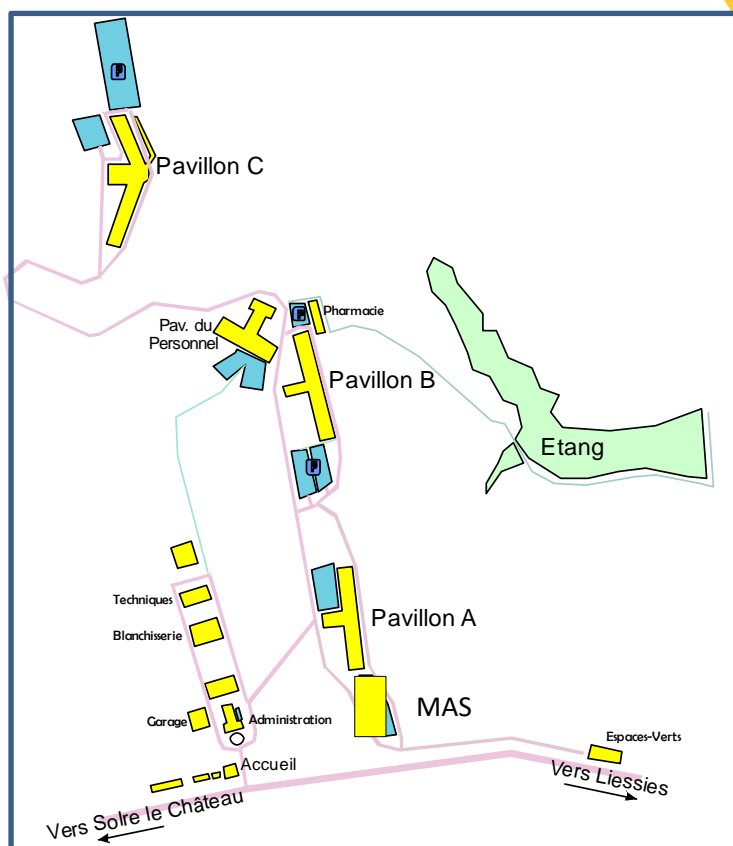 Pavillon C
Pharmacie
Pav. du
Personnel
Pavillon B
Etang
Techniques
Pavillon A
Blanchisserie
MAS
Garage
Administration
Espaces-Verts
Accueil
Vers Liessies
Vers Solre le Château